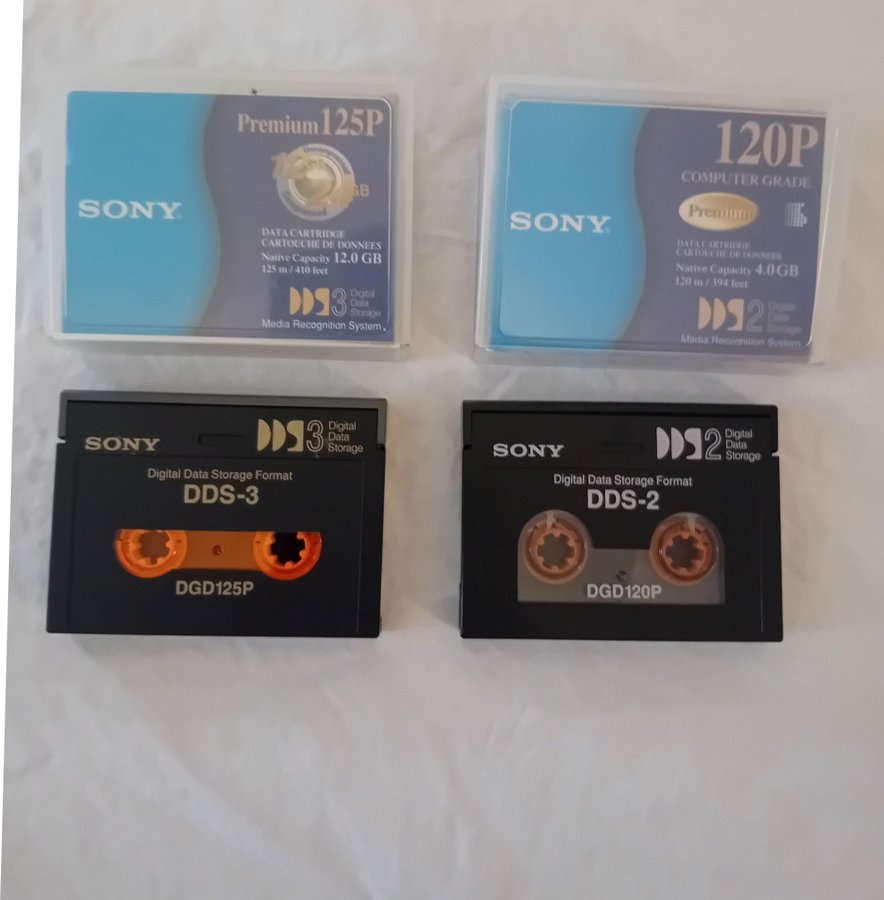 Premium 125P
Uncompressed
GB
SONY
DATA CARTRIDGE
CARTOUCHE DE DONNEES
Native Capacity 12.0 GB
125 m / 410 feet
DDS3 Digital Data Storage
Media Recognition System
120P
COMPUTER GRADE
Premium
SONY
DATA CARTRIDGE
CARTOUCHE DE DONNEES
Native Capacity 4.0 GB
120 m / 394 feet
DDS2 Digital Data Storage
Media Recognition System
SONY
DDS3 Digital Data Storage
Digital Data Storage Format
DDS-3
DGD125P
SONY
DDS2 Digital Data Storage
Digital Data Storage Format
DDS-2
DGD120P